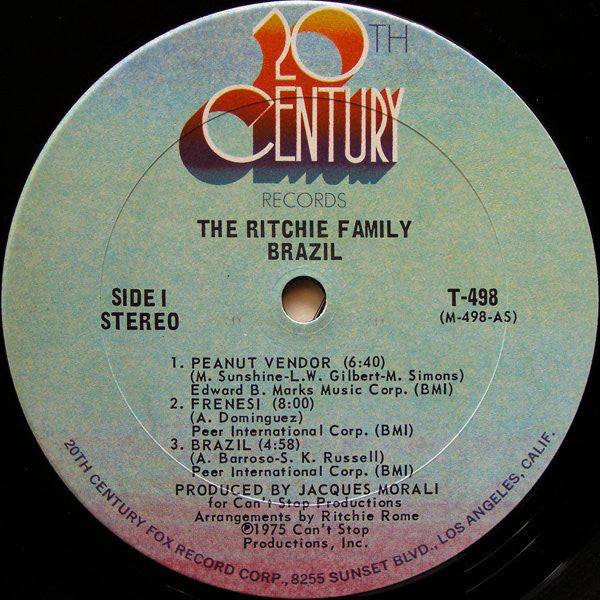 20TH
CENTURY
RECORDS
THE RITCHIE FAMILY
BRAZIL
SIDE I
STEREO
T-498
(M-498-AS)
1. PEANUT VENDOR (6:40)
(M. Sunshine-L.W. Gilbert-M. Simons)
Edward B. Marks Music Corp. (BMI)
2. FRENESI (8:00)
(A. Dominguez)
Peer International Corp. (BMI)
3. BRAZIL (4:58)
(A. Barroso-S. K. Russell)
Peer International Corp. (BMI)
PRODUCED BY JACQUES MORALI
for Can't Stop Productions
Arrangements by Ritchie Rome
℗1975 Can't Stop
Productions, Inc.
20TH CENTURY FOX RECORD CORP., 8255 SUNSET BLVD., LOS ANGELES, CALIF.